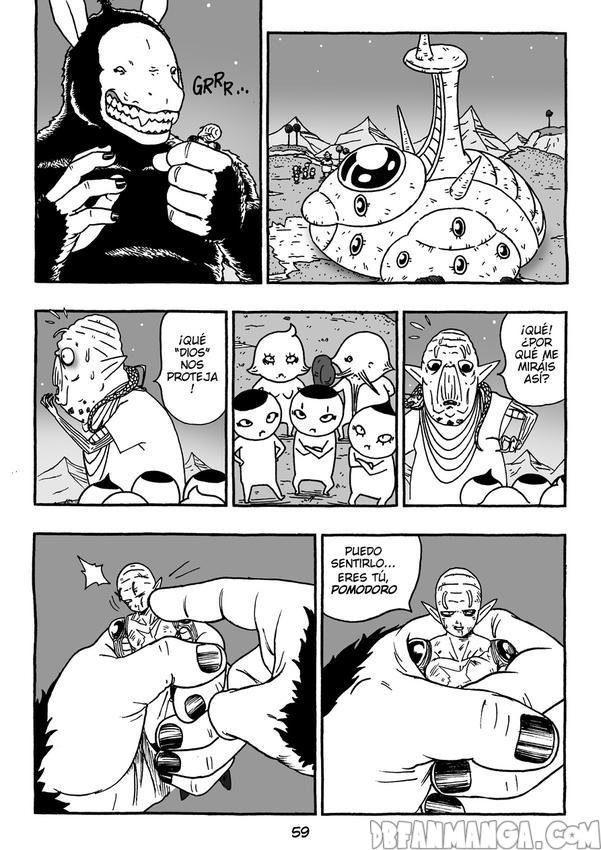 GRRR...
¡QUÉ
"DIOS"
NOS
PROTEJA
!
¡QUÉ!
¿POR
QUÉ ME
MIRÁIS
ASÍ?
PUEDO
SENTIRLO...
ERES TÚ,
POMODORO
59
DBFANMANGA.COM